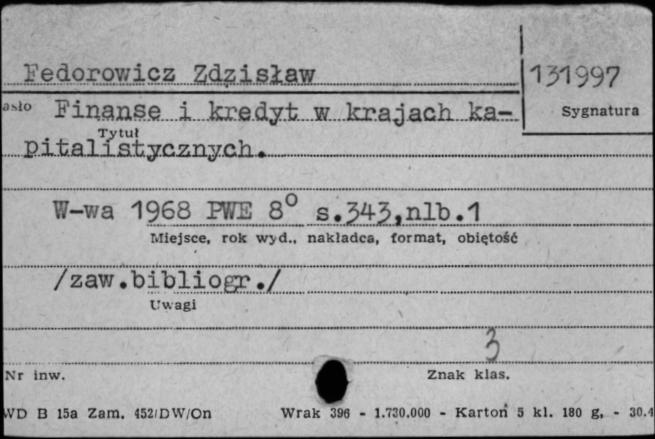 Fedorowicz Zdzisław
131997
asło Finanse i kredyt w krajach ka-
Sygnatura
Tytuł
pitalistycznych.
W-wa 1968 PWE 8° s.343,nlb.1
Miejsce, rok wyd., nakładca, format, objętość
/zaw.bibliogr./
Uwagi
3
Nr inw.
Znak klas.
WD B 15a Zam. 452/DW/On Wrak 396 - 1.730.000 - Karton 5 kl. 180 g. - 30.4